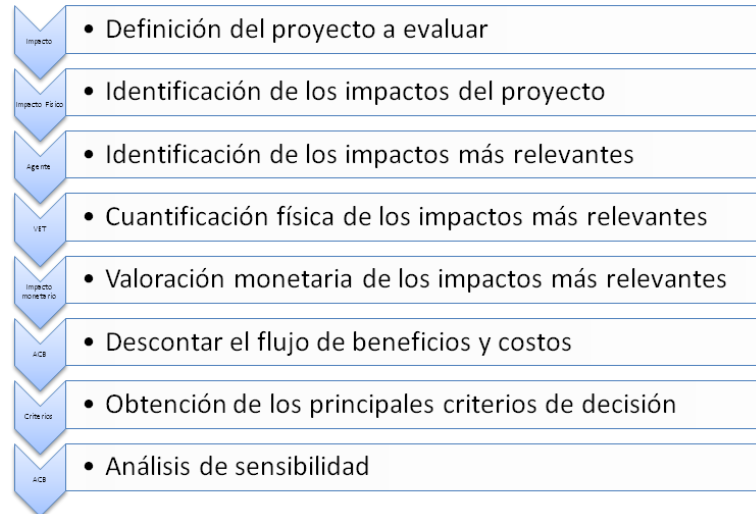 Impacto
• Definición del proyecto a evaluar
Impacto Físico
• Identificación de los impactos del proyecto
Agente
• Identificación de los impactos más relevantes
VET
• Cuantificación física de los impactos más relevantes
Impacto
monetario
• Valoración monetaria de los impactos más relevantes
ACB
• Descontar el flujo de beneficios y costos
Criterios
• Obtención de los principales criterios de decisión
ACB
• Análisis de sensibilidad